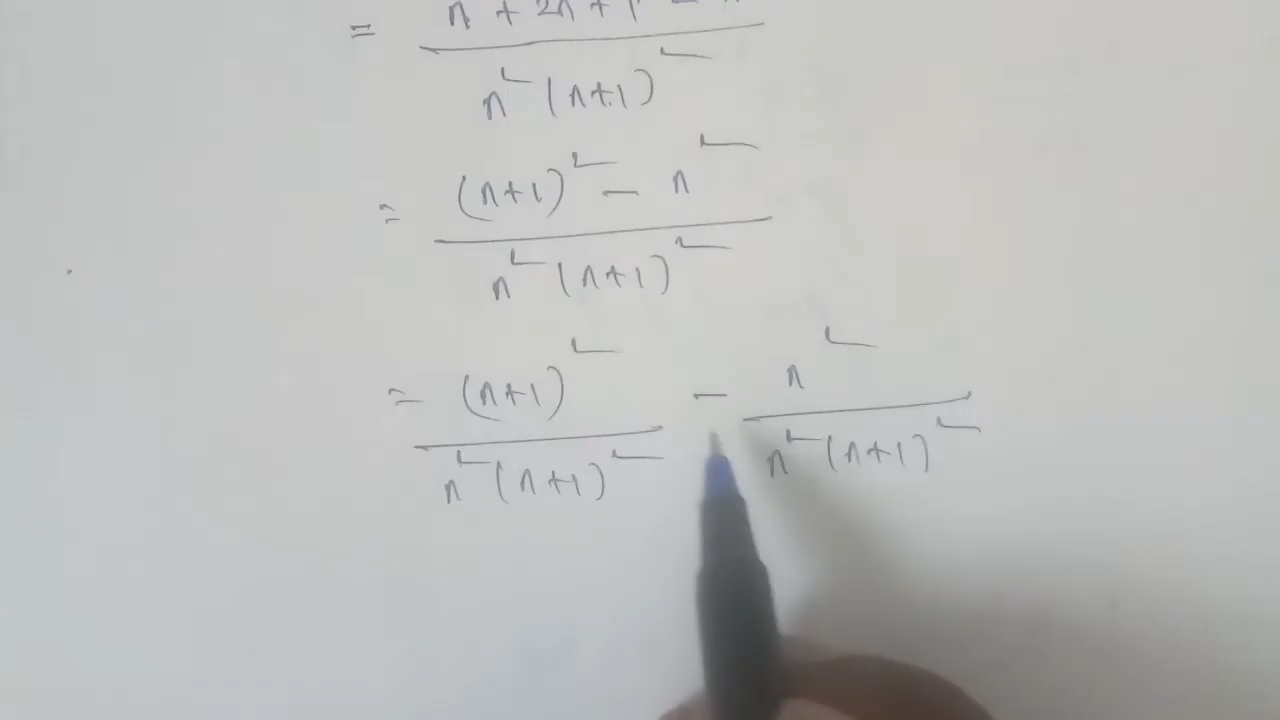 = n² + 2n + 1 - n
n² (n+1)²
= (n+1)² - n²
n² (n+1)²
= (n+1)² - n²
n² (n+1)² n² (n+1)²